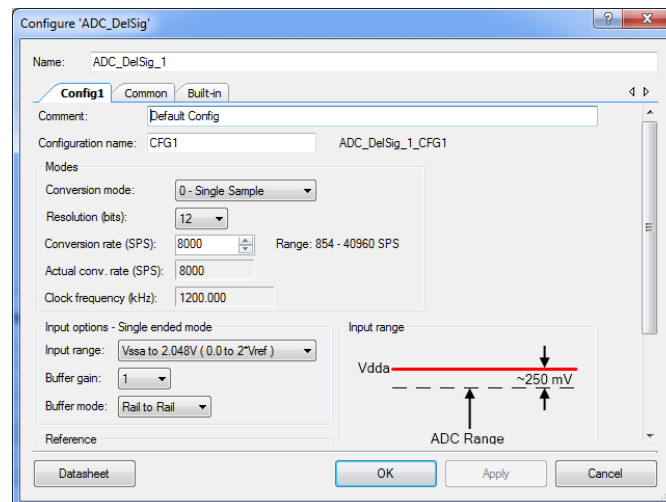 Configure 'ADC_DelSig'
Name: ADC_DelSig_1
Config1 Common Built-in
Comment: Default Config
Configuration name: CFG1 ADC_DelSig_1_CFG1
Modes
Conversion mode: 0 - Single Sample
Resolution (bits): 12
Conversion rate (SPS): 8000 Range: 854 - 40960 SPS
Actual conv. rate (SPS): 8000
Clock frequency (kHz): 1200.000
Input options - Single ended mode
Input range: Vssa to 2.048V ( 0.0 to 2*Vref )
Buffer gain: 1
Buffer mode: Rail to Rail
Input range
Vdda
~250 mV
ADC Range
Reference
Datasheet OK Apply Cancel